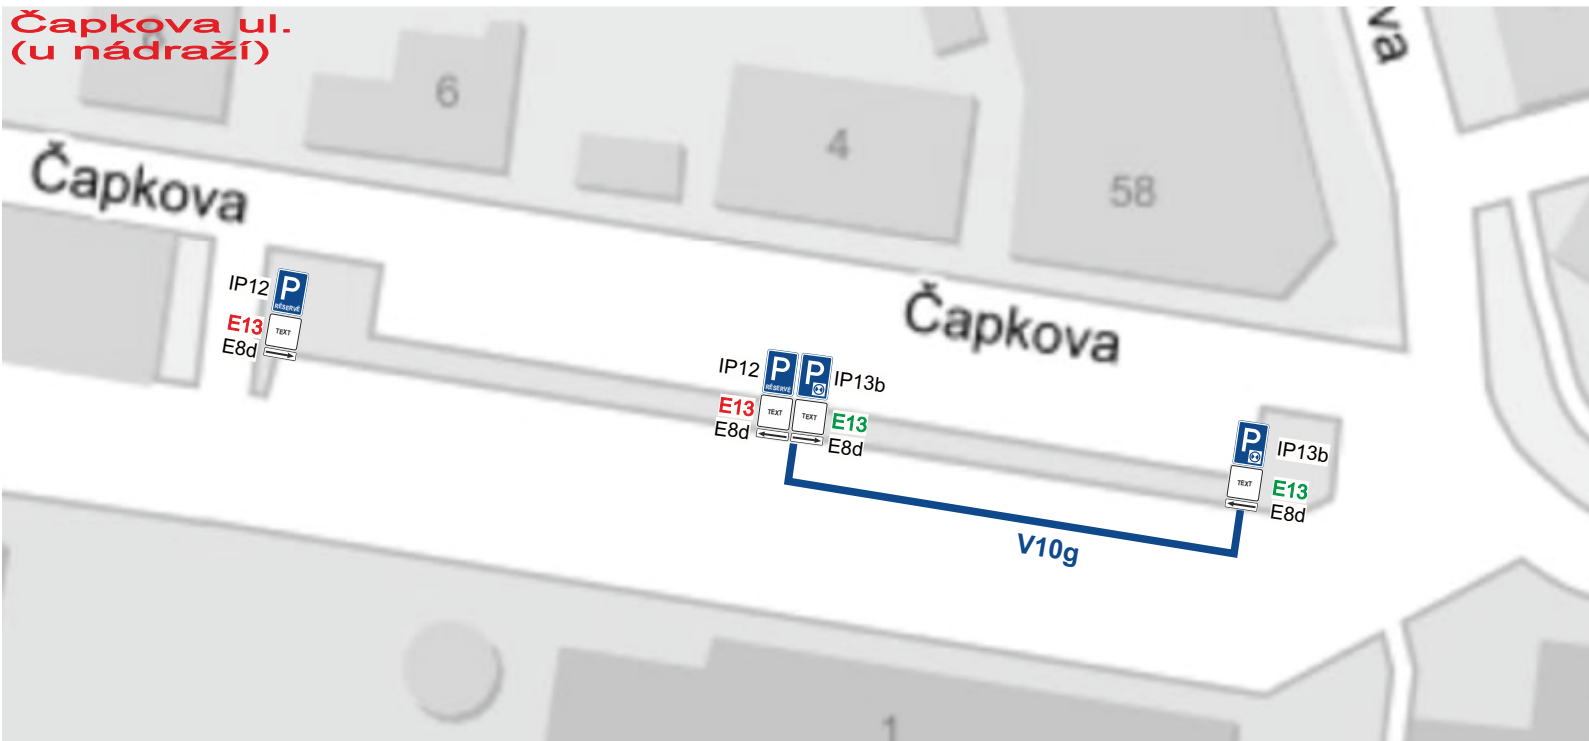 Čapkova ul.
(u nádraží)
8
6
4
58
va
Čapkova
Čapkova
IP12
P
RÉSERVÉ
E13
TEXT
E8d
IP12
P
RÉSERVÉ
P
IP13b
E13
TEXT
TEXT
E13
E8d
E8d
P
IP13b
TEXT
E13
E8d
V10g
1